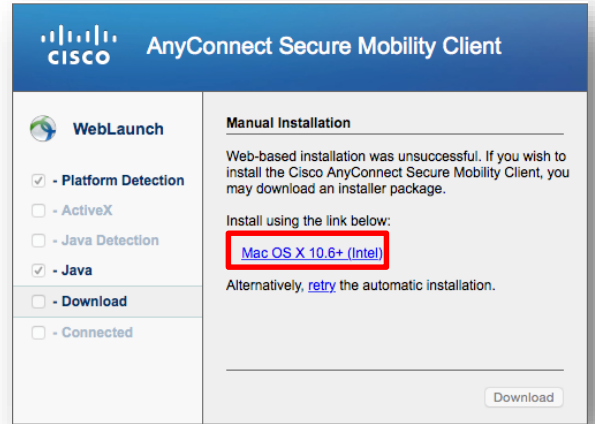 CISCO
AnyConnect Secure Mobility Client
WebLaunch
- Platform Detection
- ActiveX
- Java Detection
- Java
- Download
- Connected
Manual Installation
Web-based installation was unsuccessful. If you wish to
install the Cisco AnyConnect Secure Mobility Client, you
may download an installer package.
Install using the link below:
Mac OS X 10.6+ (Intel)
Alternatively, retry the automatic installation.
Download